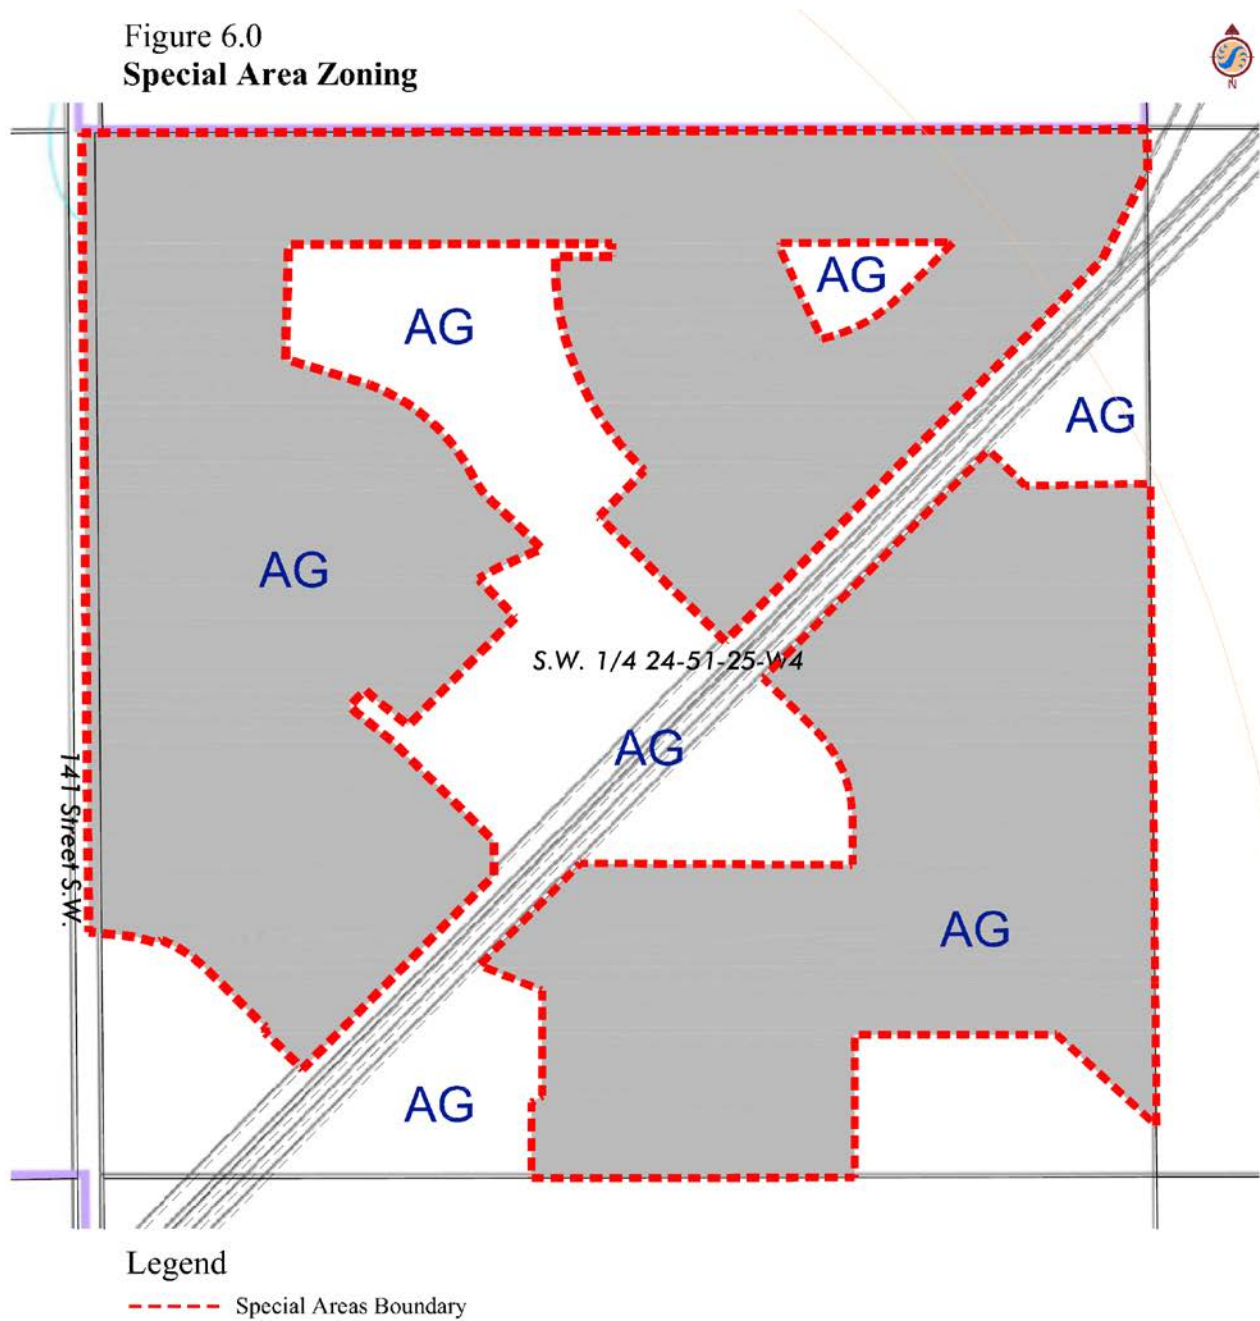 Figure 6.0
Special Area Zoning
N
AG
AG
AG
AG
S.W. 1/4 24-51-25-W4
AG
141 Street S.W.
AG
AG
Legend
Special Areas Boundary